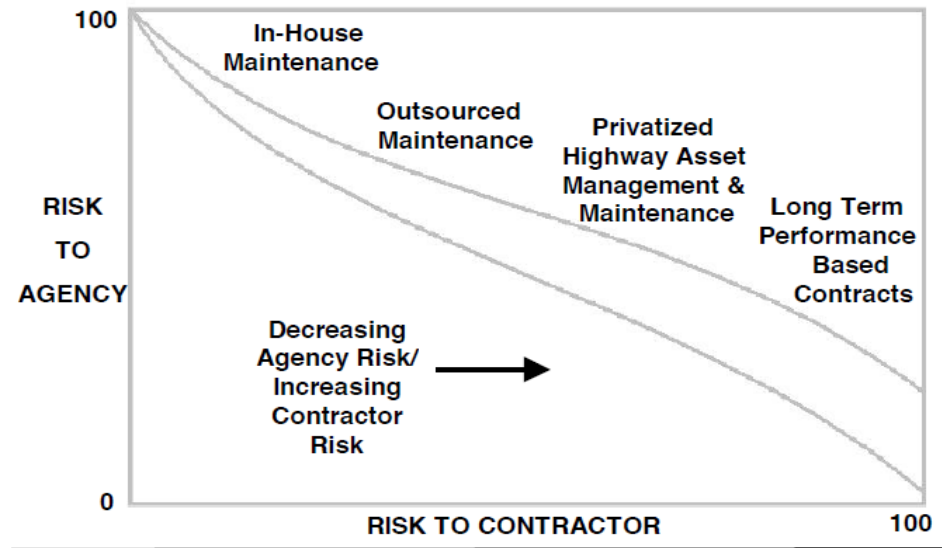 100
In-House
Maintenance
Outsourced
Maintenance
Privatized
Highway Asset
Management &
Maintenance
Long Term
Performance
Based
Contracts
RISK
TO
AGENCY
Decreasing
Agency Risk/
Increasing
Contractor
Risk
0
RISK TO CONTRACTOR
100